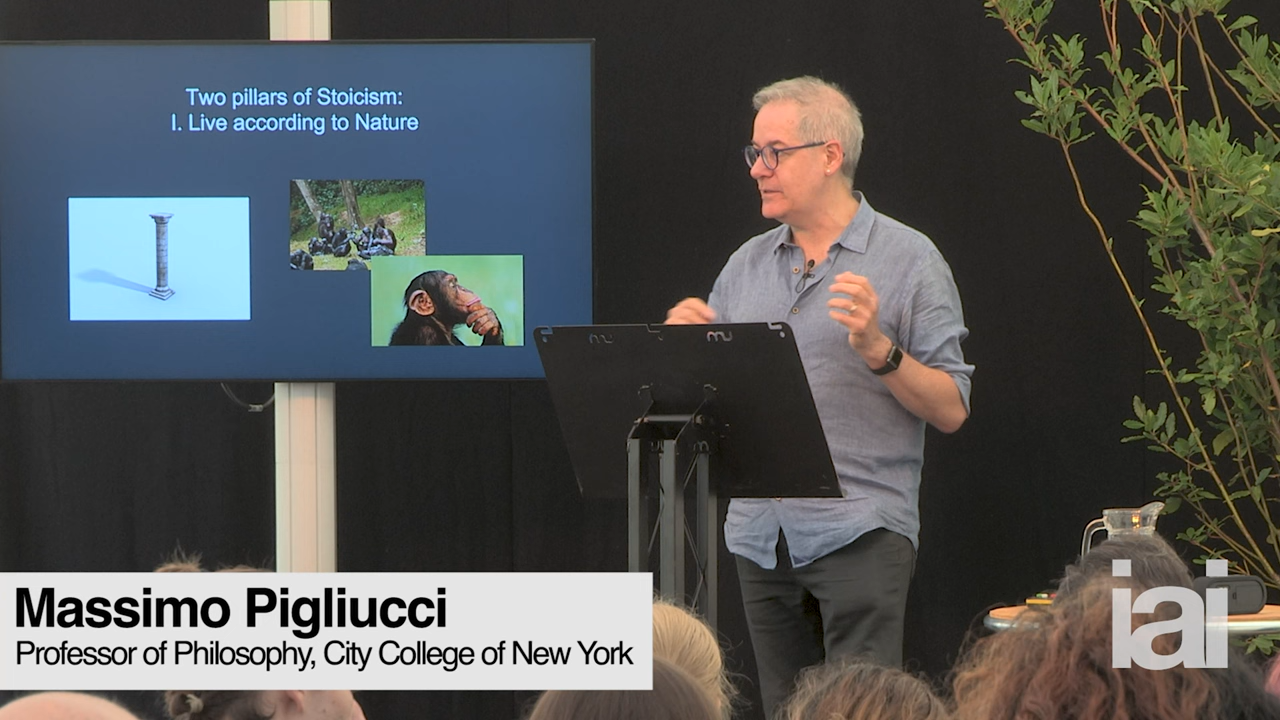 Two pillars of Stoicism:
I. Live according to Nature
Massimo Pigliucci
Professor of Philosophy, City College of New York
iai